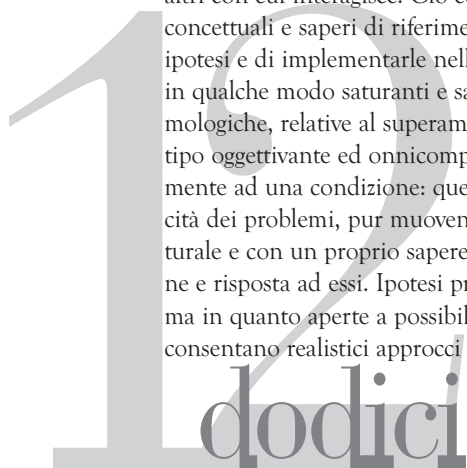 altri con cui interagisce. Ciò
concettuali e saperi di riferime
ipotesi e di implementarle nell
in qualche modo saturanti e sa
mologiche, relative al superam
tipo oggettivante ed onnicomp
mente ad una condizione: que
cità dei problemi, pur muoven
turale e con un proprio sapere
ne e risposta ad essi. Ipotesi pr
ma in quanto aperte a possibil
consentano realistici approcci
12
dodici